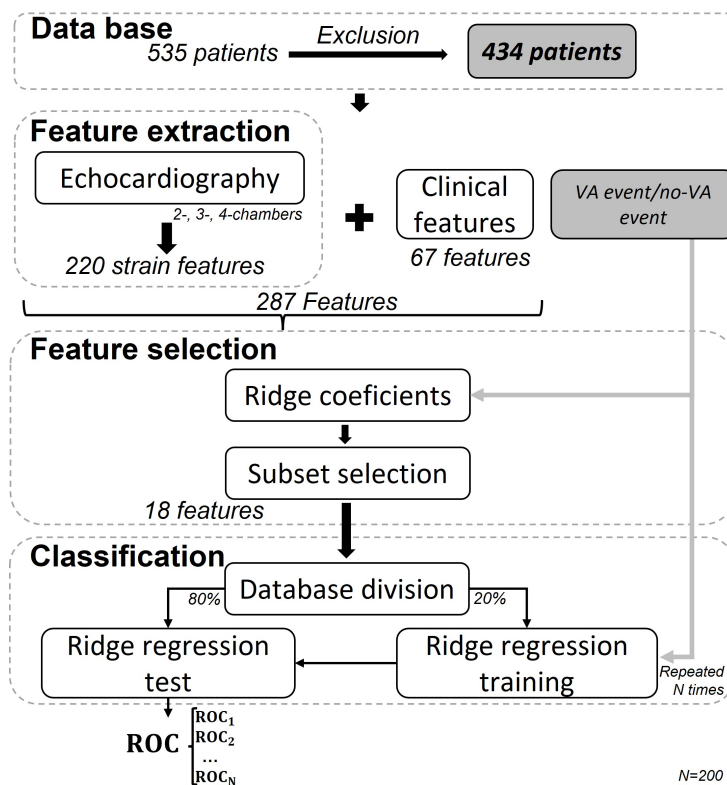 Data base
535 patients
Exclusion
434 patients
Feature extraction
Echocardiography
2-, 3-, 4-chambers
220 strain features
Clinical
features
67 features
VA event/no-VA
event
287 Features
Feature selection
Ridge coeficients
Subset selection
18 features
Classification
Database division
80%
20%
Ridge regression
test
Ridge regression
training
Repeated
N times
ROC
ROC₁
ROC₂
...
ROC_N
N=200